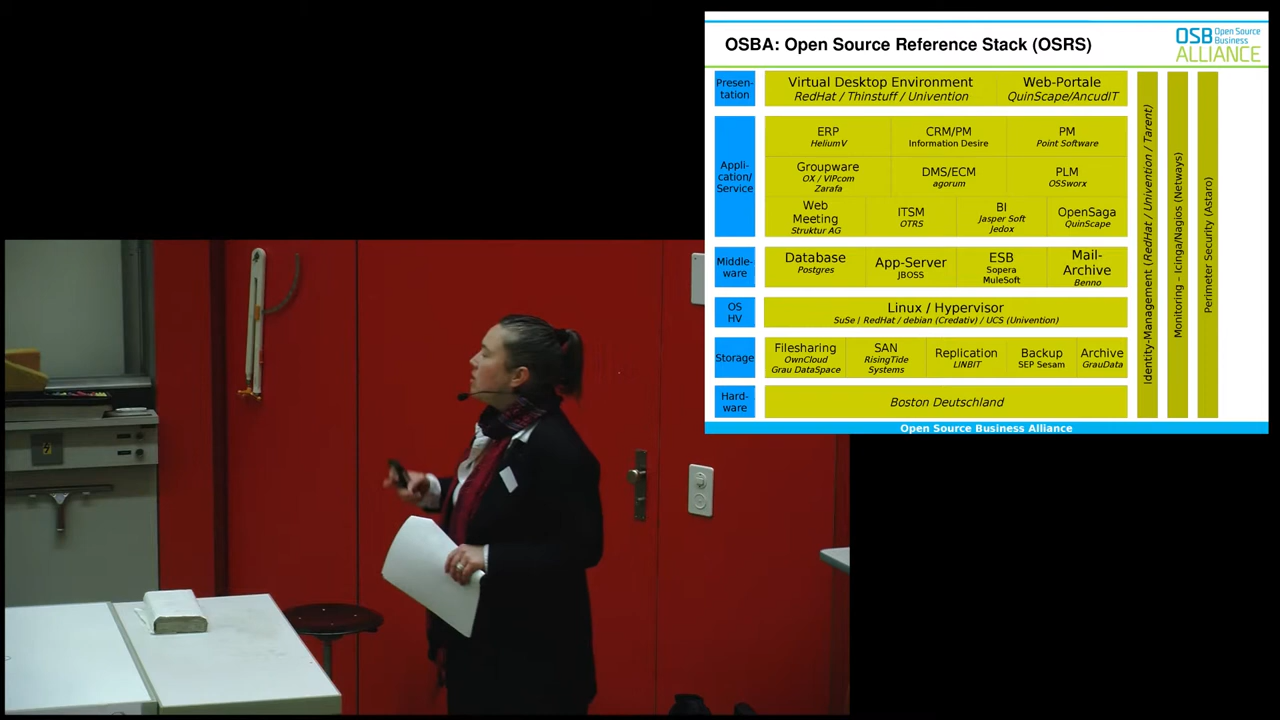 OSBA: Open Source Reference Stack (OSRS)
OSB Open Source
Business
ALLIANCE
Presen-
tation
Virtual Desktop Environment
RedHat / Thinstuff / Univention
Web-Portale
QuinScape/AncudIT
Appli-
cation/
Service
ERP
HeliumV
CRM/PM
Information Desire
PM
Point Software
Groupware
OX / VIPcom
Zarafa
DMS/ECM
agorum
PLM
OSSworx
Web
Meeting
Struktur AG
ITSM
OTRS
BI
Jasper Soft
Jedox
OpenSaga
QuinScape
Middle-
ware
Database
Postgres
App-Server
JBOSS
ESB
Sopera
MuleSoft
Mail-
Archive
Benno
OS
HV
Linux / Hypervisor
SuSe | RedHat / debian (Credativ) / UCS (Univention)
Storage
Filesharing
OwnCloud
Grau DataSpace
SAN
RisingTide
Systems
Replication
LINBIT
Backup
SEP Sesam
Archive
GrauData
Hard-
ware
Boston Deutschland
Identity-Management (RedHat / Univention / Tarent)
Monitoring – Icinga/Nagios (Netways)
Perimeter Security (Astaro)
Open Source Business Alliance